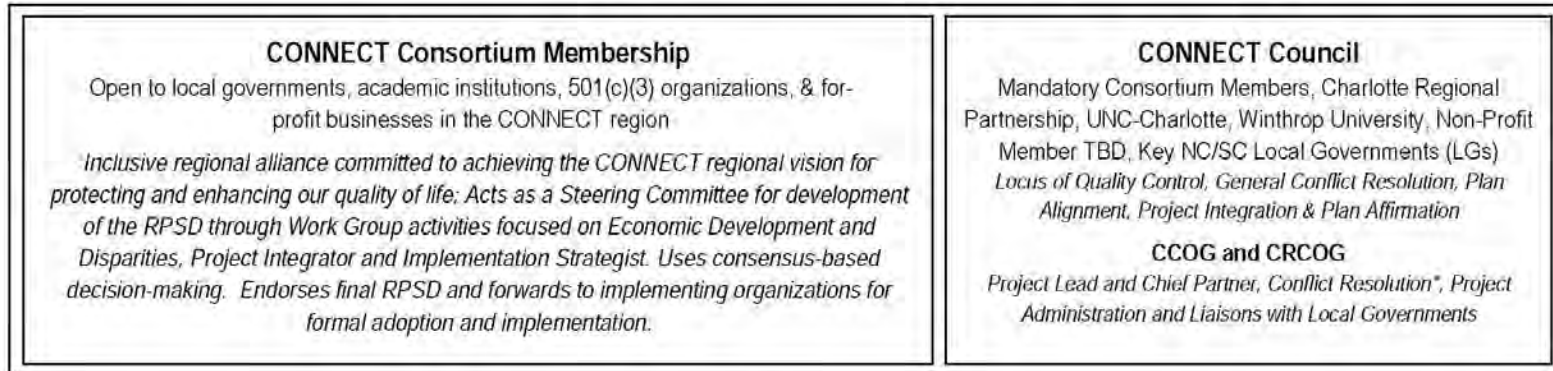 CONNECT Consortium Membership
Open to local governments, academic institutions, 501(c)(3) organizations, & for-
profit businesses in the CONNECT region
Inclusive regional alliance committed to achieving the CONNECT regional vision for
protecting and enhancing our quality of life; Acts as a Steering Committee for development
of the RPSD through Work Group activities focused on Economic Development and
Disparities, Project Integrator and Implementation Strategist. Uses consensus-based
decision-making. Endorses final RPSD and forwards to implementing organizations for
formal adoption and implementation.
CONNECT Council
Mandatory Consortium Members, Charlotte Regional
Partnership, UNC-Charlotte, Winthrop University, Non-Profit
Member TBD, Key NC/SC Local Governments (LGs)
Locus of Quality Control, General Conflict Resolution, Plan
Alignment, Project Integration & Plan Affirmation
CCOG and CRCOG
Project Lead and Chief Partner, Conflict Resolution*, Project
Administration and Liaisons with Local Governments